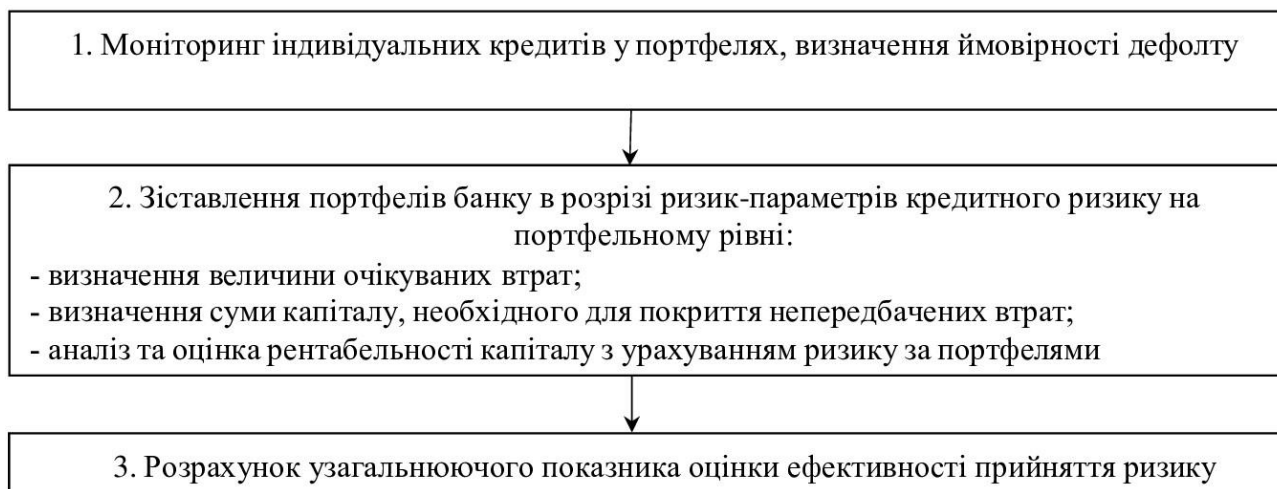 1. Моніторинг індивідуальних кредитів у портфелях, визначення ймовірності дефолту
2. Зіставлення портфелів банку в розрізі ризик-параметрів кредитного ризику на
портфельному рівні:
- визначення величини очікуваних втрат;
- визначення суми капіталу, необхідного для покриття непередбачених втрат;
- аналіз та оцінка рентабельності капіталу з урахуванням ризику за портфелями
3. Розрахунок узагальнюючого показника оцінки ефективності прийняття ризику